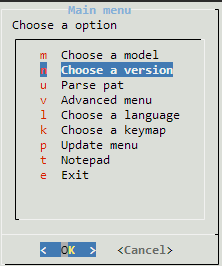 Main menu
Choose a option
m Choose a model
Choose a version
u Parse pat
v Advanced menu
l Choose a language
k Choose a keymap
p Update menu
t Notepad
e Exit
< OK > <Cancel>